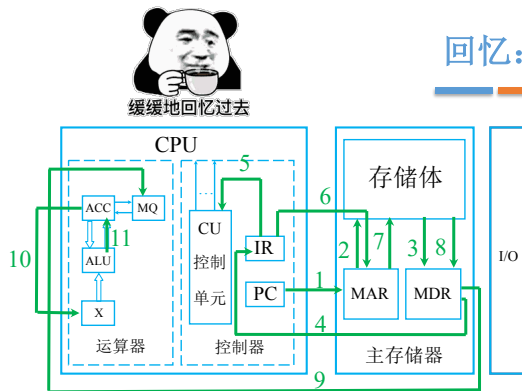 回忆：
缓缓地回忆过去
CPU
5
6
存储体
ACC
MQ
...
CU
控制
单元
IR
2
7
3
8
I/O
10
11
ALU
PC
1
MAR
MDR
X
4
运算器
控制器
主存储器
9